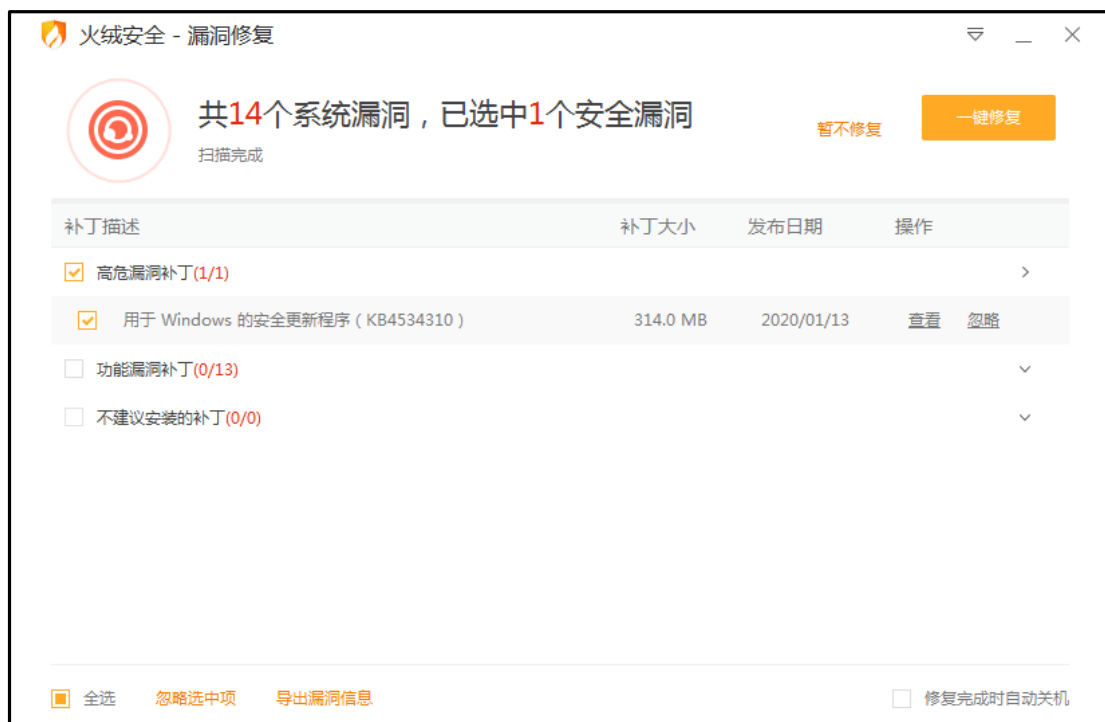 火绒安全 - 漏洞修复
共14个系统漏洞，已选中1个安全漏洞
扫描完成
暂不修复
一键修复
补丁描述 补丁大小 发布日期 操作
高危漏洞补丁(1/1)
用于 Windows 的安全更新程序（KB4534310） 314.0 MB 2020/01/13 查看 忽略
功能漏洞补丁(0/13)
不建议安装的补丁(0/0)
全选 忽略选中项 导出漏洞信息 修复完成时自动关机